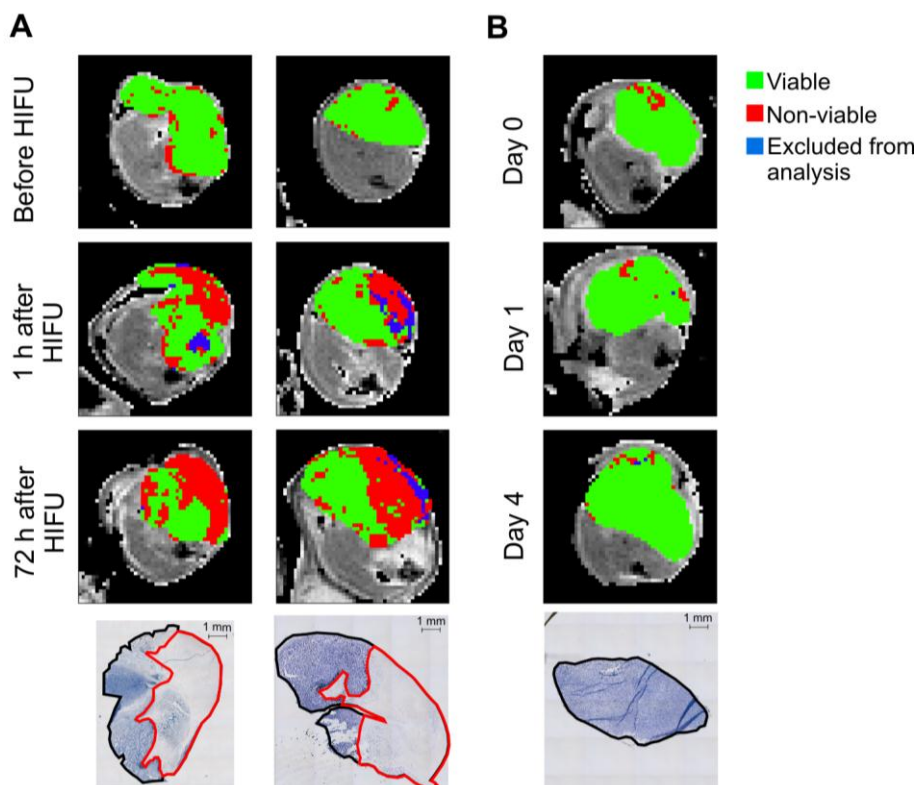 A
B
Before HIFU
Day 0
Viable
Non-viable
Excluded from
analysis
1 h after
HIFU
Day 1
72 h after
HIFU
Day 4
1 mm
1 mm
1 mm